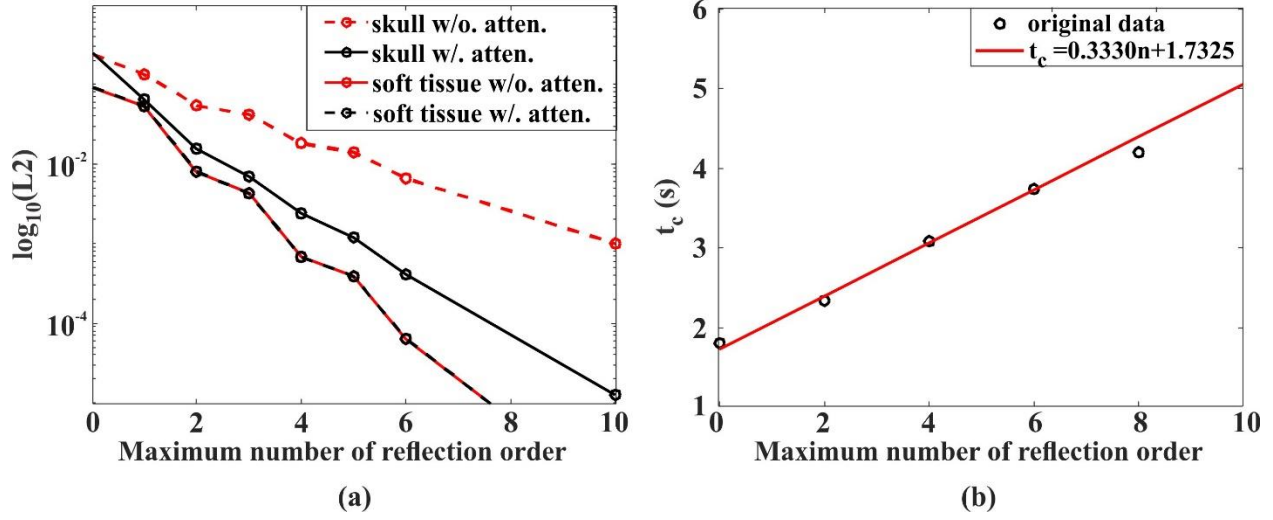 skull w/o. atten.
skull w/. atten.
soft tissue w/o. atten.
soft tissue w/. atten.
log10(L2)
10-2
10-4
0 2 4 6 8 10
Maximum number of reflection order
(a)
original data
tc =0.3330n+1.7325
tc (s)
6
5
4
3
2
1
0 2 4 6 8 10
Maximum number of reflection order
(b)